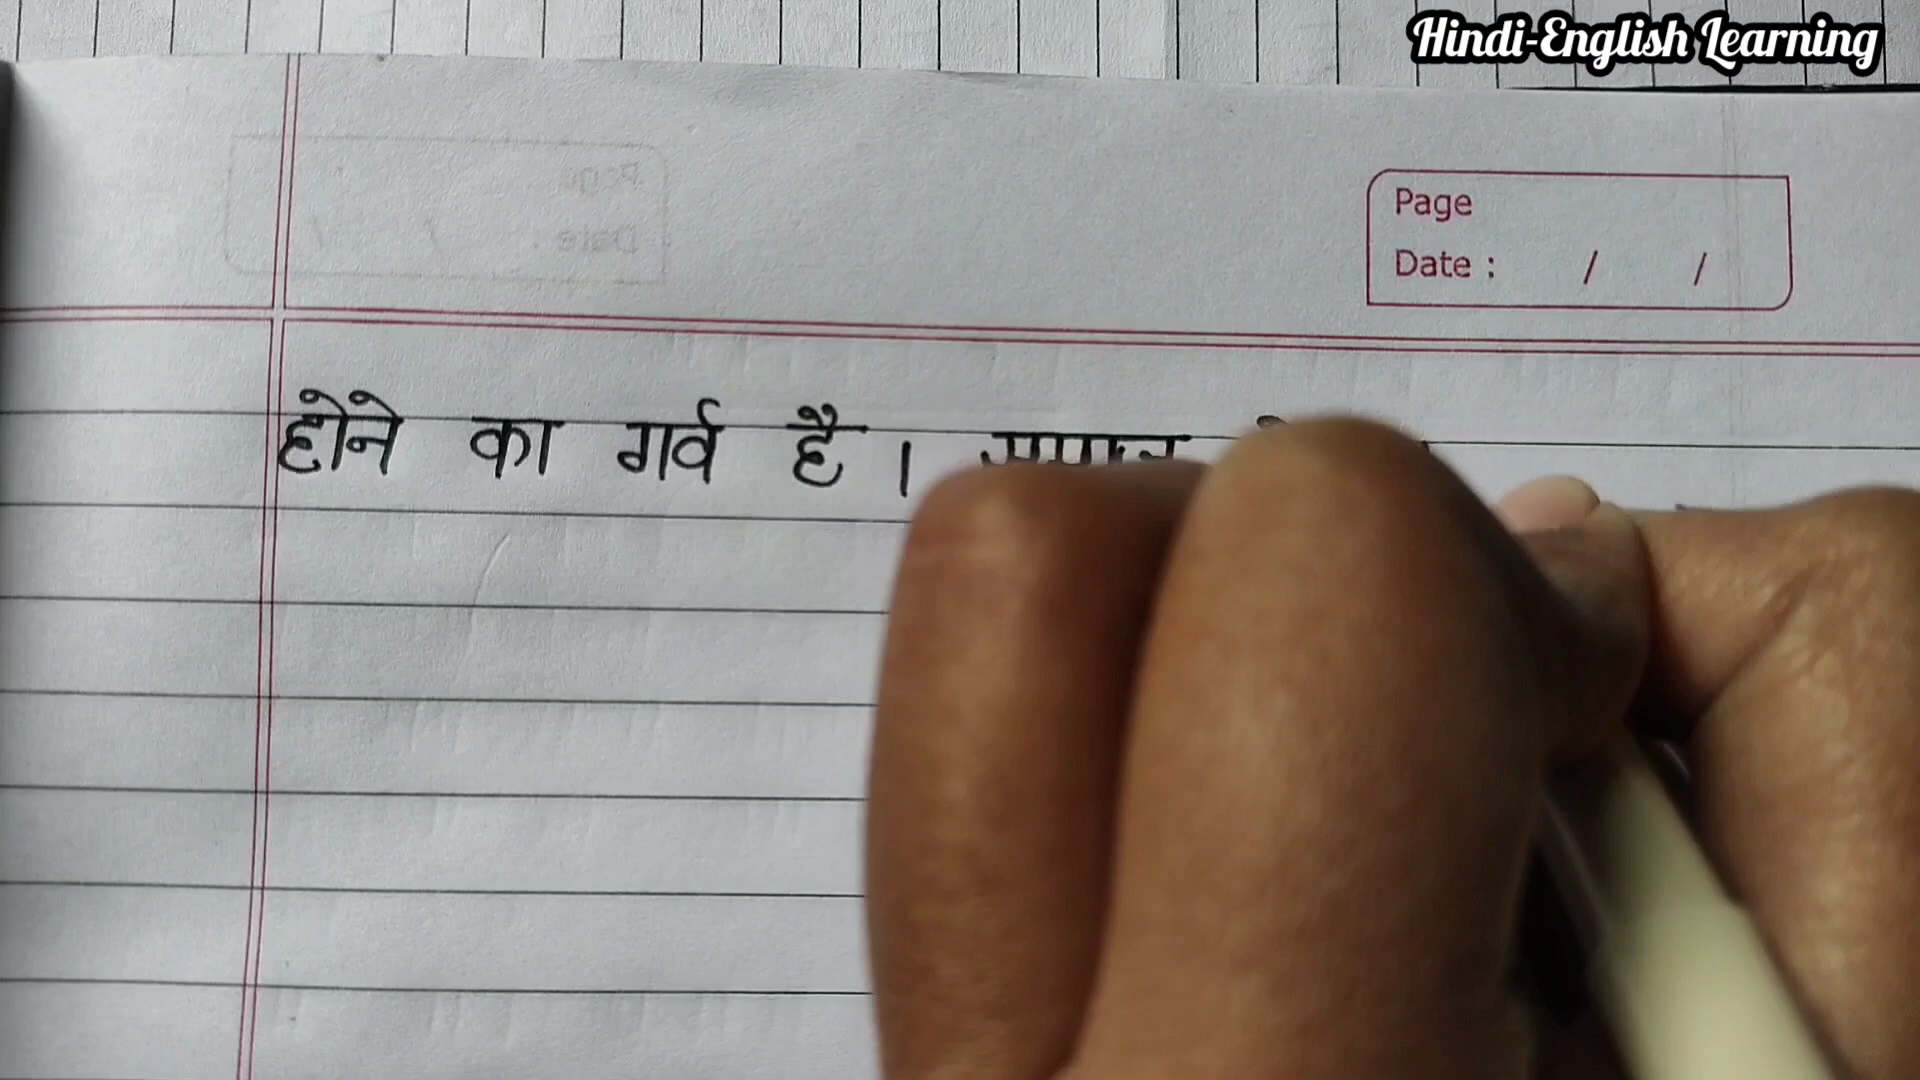 Hindi-English Learning
Page
Date : / /
होने का गर्व है ।